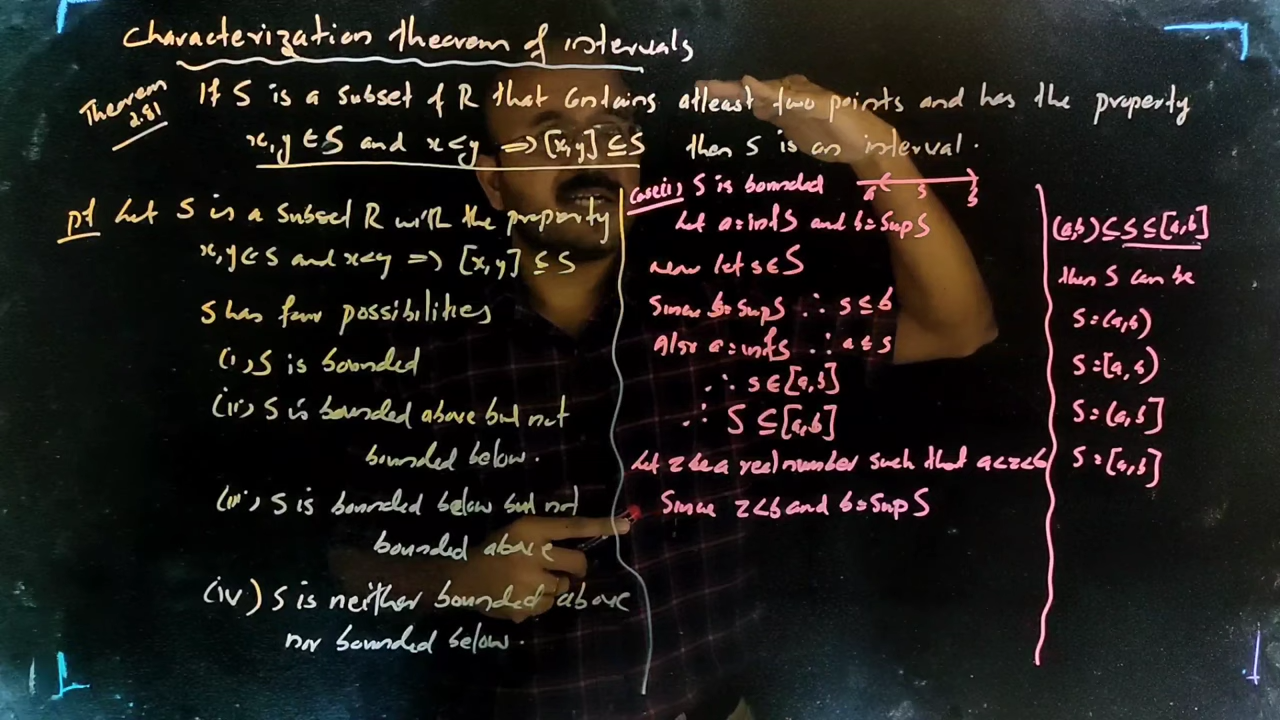 Characterization theorem of intervals
Theorem 2.81
If S is a subset of R that contains atleast two points and has the property
x,y ∈ S and x<y ⟹ [x,y] ⊆ S then S is an interval.
pf Let S is a subset R with the property
x,y ∈ S and x<y ⟹ [x,y] ⊆ S
S has four possibilities
(i) S is bounded
(ii) S is bounded above but not
bounded below.
(iii) S is bounded below but not
bounded above
(iv) S is neither bounded above
nor bounded below.
Case(i) S is bounded
a s b
Let a = inf S and b = Sup S
now let s ∈ S
Since b = Sup S ∴ s ≤ b
Also a = inf S ∴ a ≤ s
∴ s ∈ [a,b]
∴ S ⊆ [a,b]
Let z be a real number such that a<z<b
Since z<b and b = Sup S
(a,b) ⊆ S ⊆ [a,b]
then S can be
S = (a,b)
S = [a,b)
S = (a,b]
S = [a,b]